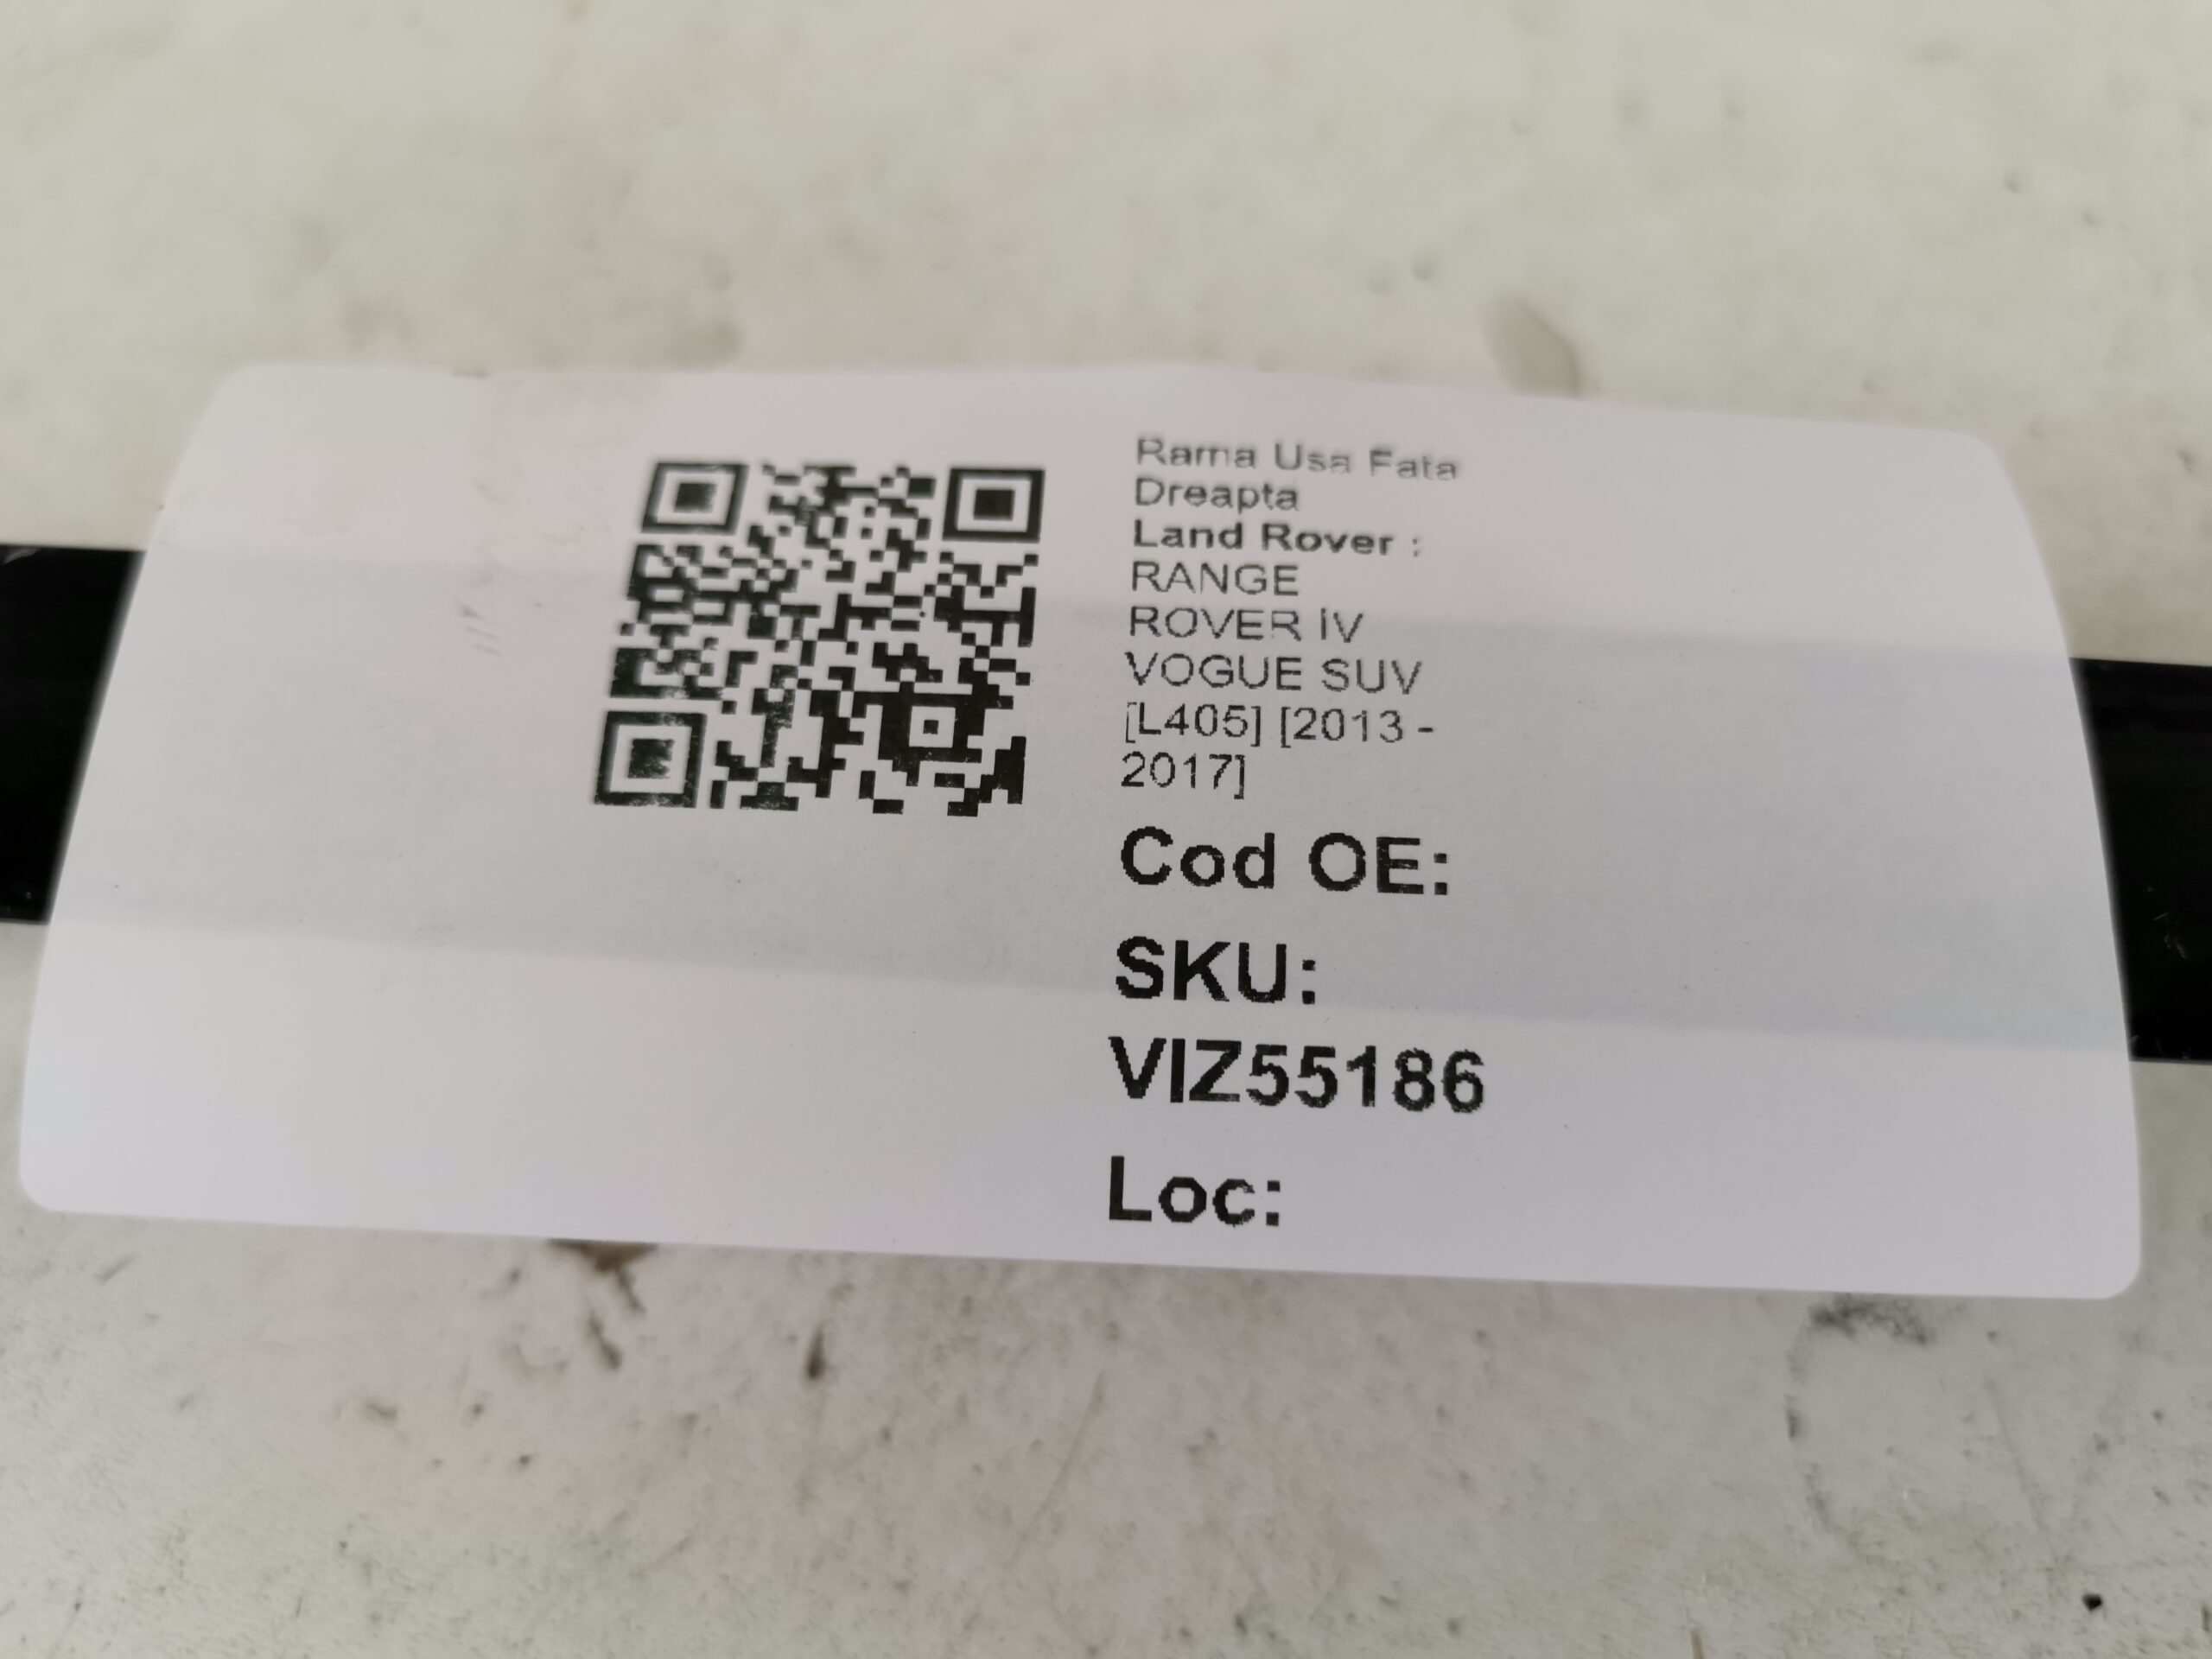 Rama Usa Fata
Dreapta
Land Rover :
RANGE
ROVER IV
VOGUE SUV
[L405] [2013 -
2017]
Cod OE:
SKU:
VIZ55186
Loc: